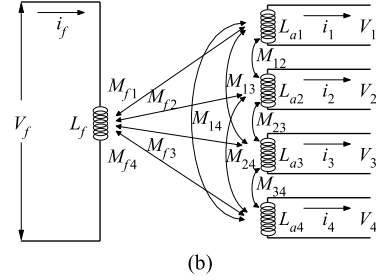 i_f
L_a1 i_1 V_1
M_12
M_f1 M_f2 M_13 L_a2 i_2 V_2
V_f L_f M_14 M_23
M_f3 M_24 L_a3 i_3 V_3
M_f4 M_34
L_a4 i_4 V_4
(b)